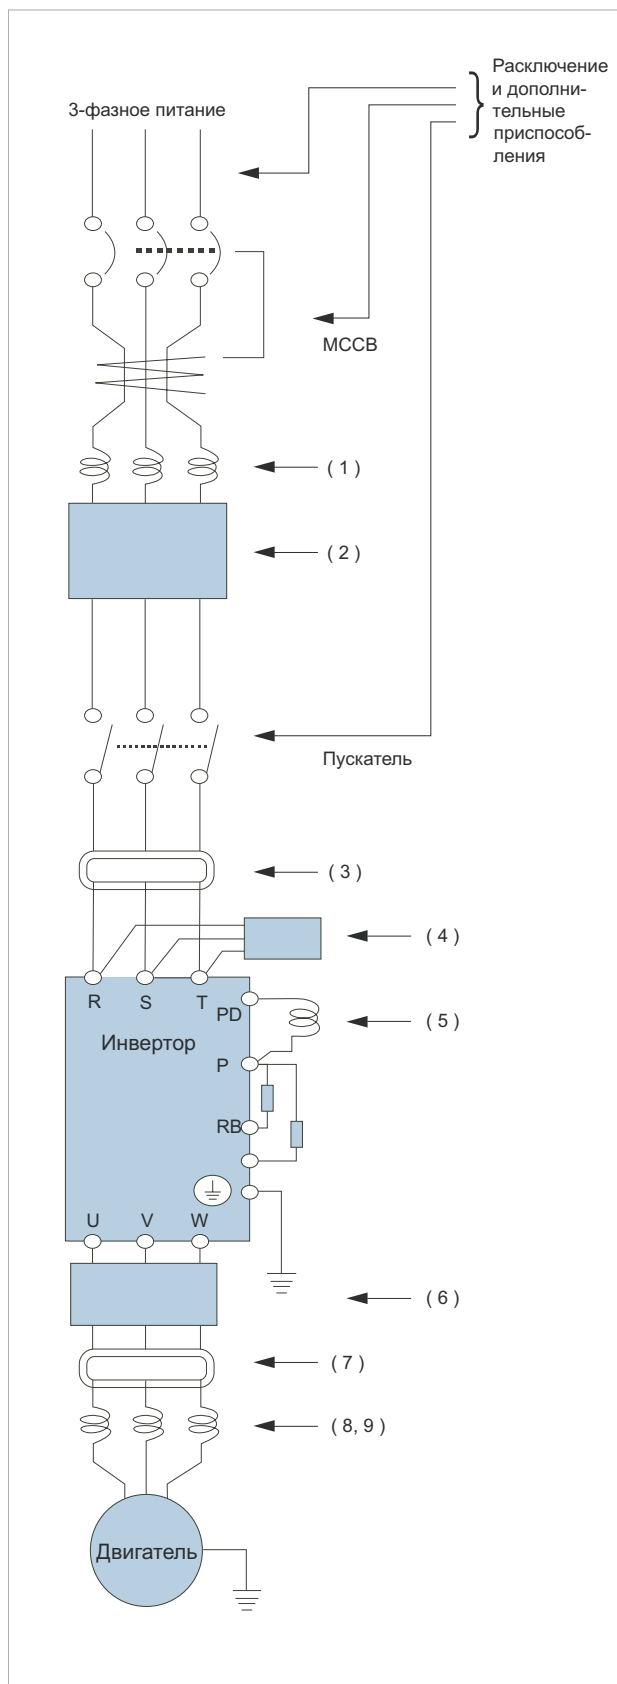 Расключение
и дополни-
тельные
приспособ-
ления
3-фазное питание
MCCB
( 1 )
( 2 )
Пускатель
( 3 )
( 4 )
R S T
PD
( 5 )
Инвертор
P
RB
U V W
( 6 )
( 7 )
( 8, 9 )
Двигатель